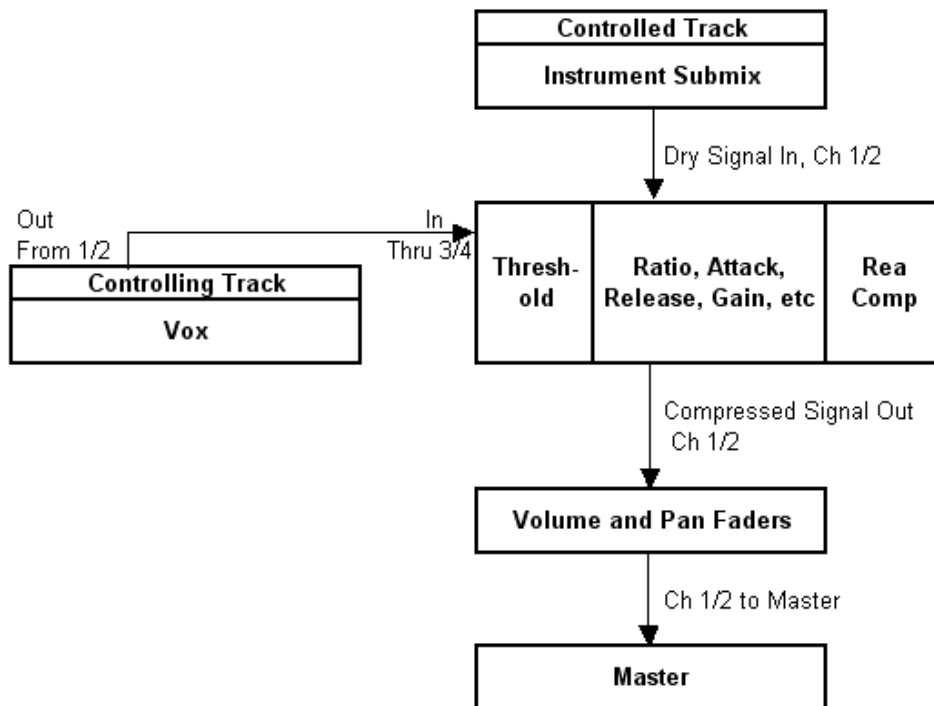 Controlled Track
Instrument Submix
Dry Signal In, Ch 1/2
Out
From 1/2
In
Thru 3/4
Controlling Track
Vox
Thresh-
old
Ratio, Attack,
Release, Gain, etc
Rea
Comp
Compressed Signal Out
Ch 1/2
Volume and Pan Faders
Ch 1/2 to Master
Master